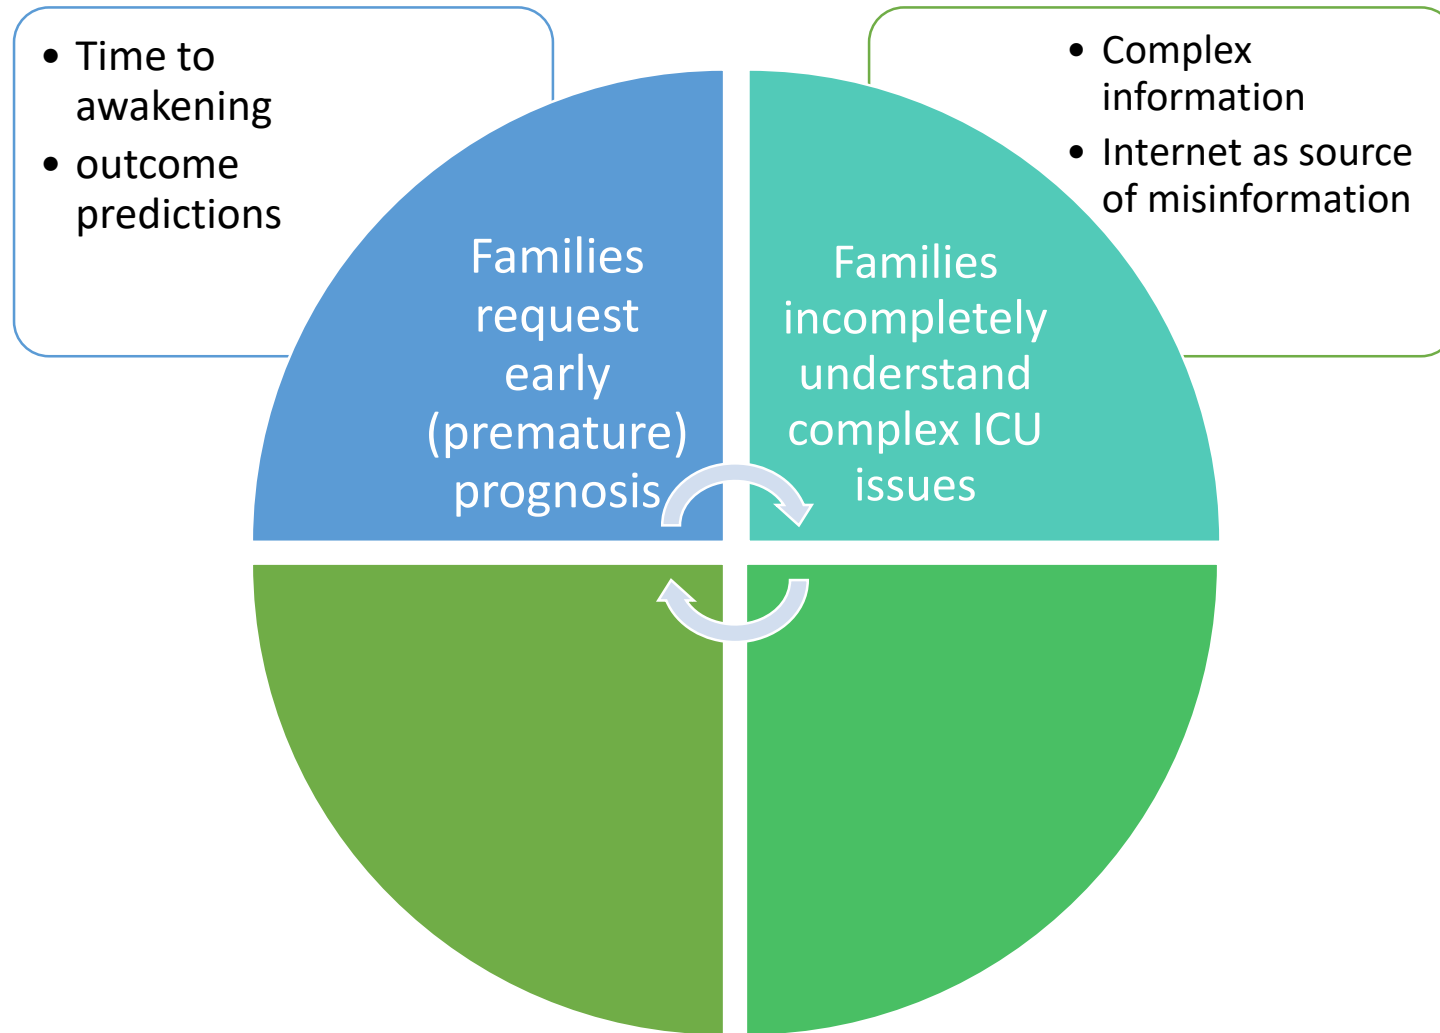 • Time to
awakening
• outcome
predictions
• Complex
information
• Internet as source
of misinformation
Families
request
early
(premature)
prognosis
Families
incompletely
understand
complex ICU
issues